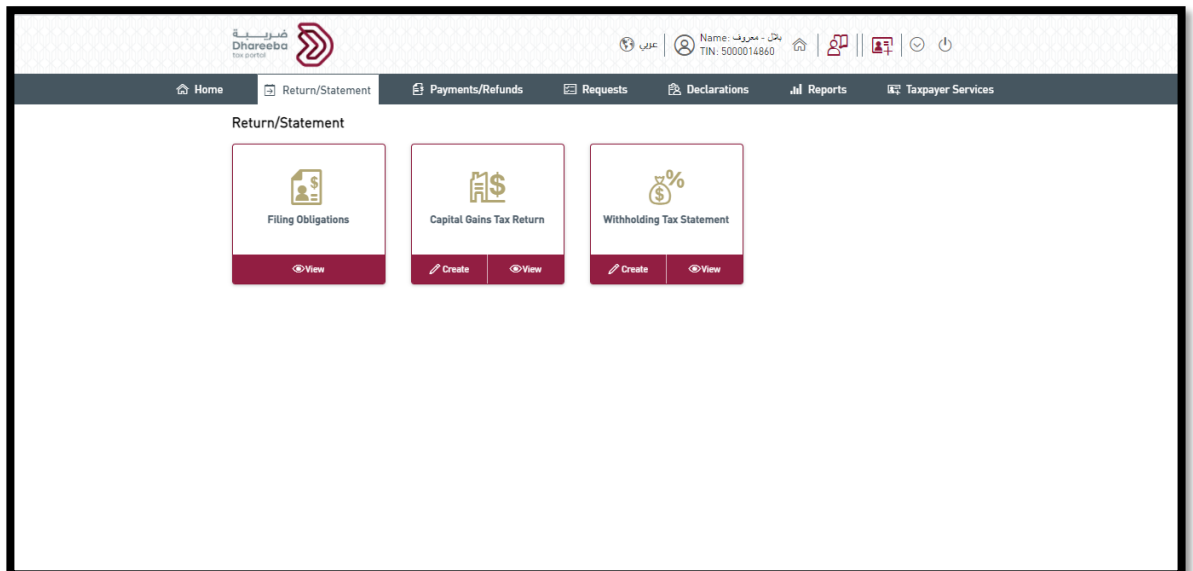 ضريبة
Dhareeba
tax portal
عربي
Name: بلال - معروف
TIN: 5000014860
Home
Return/Statement
Payments/Refunds
Requests
Declarations
Reports
Taxpayer Services
Return/Statement
Filing Obligations
Capital Gains Tax Return
Withholding Tax Statement
View
Create
View
Create
View